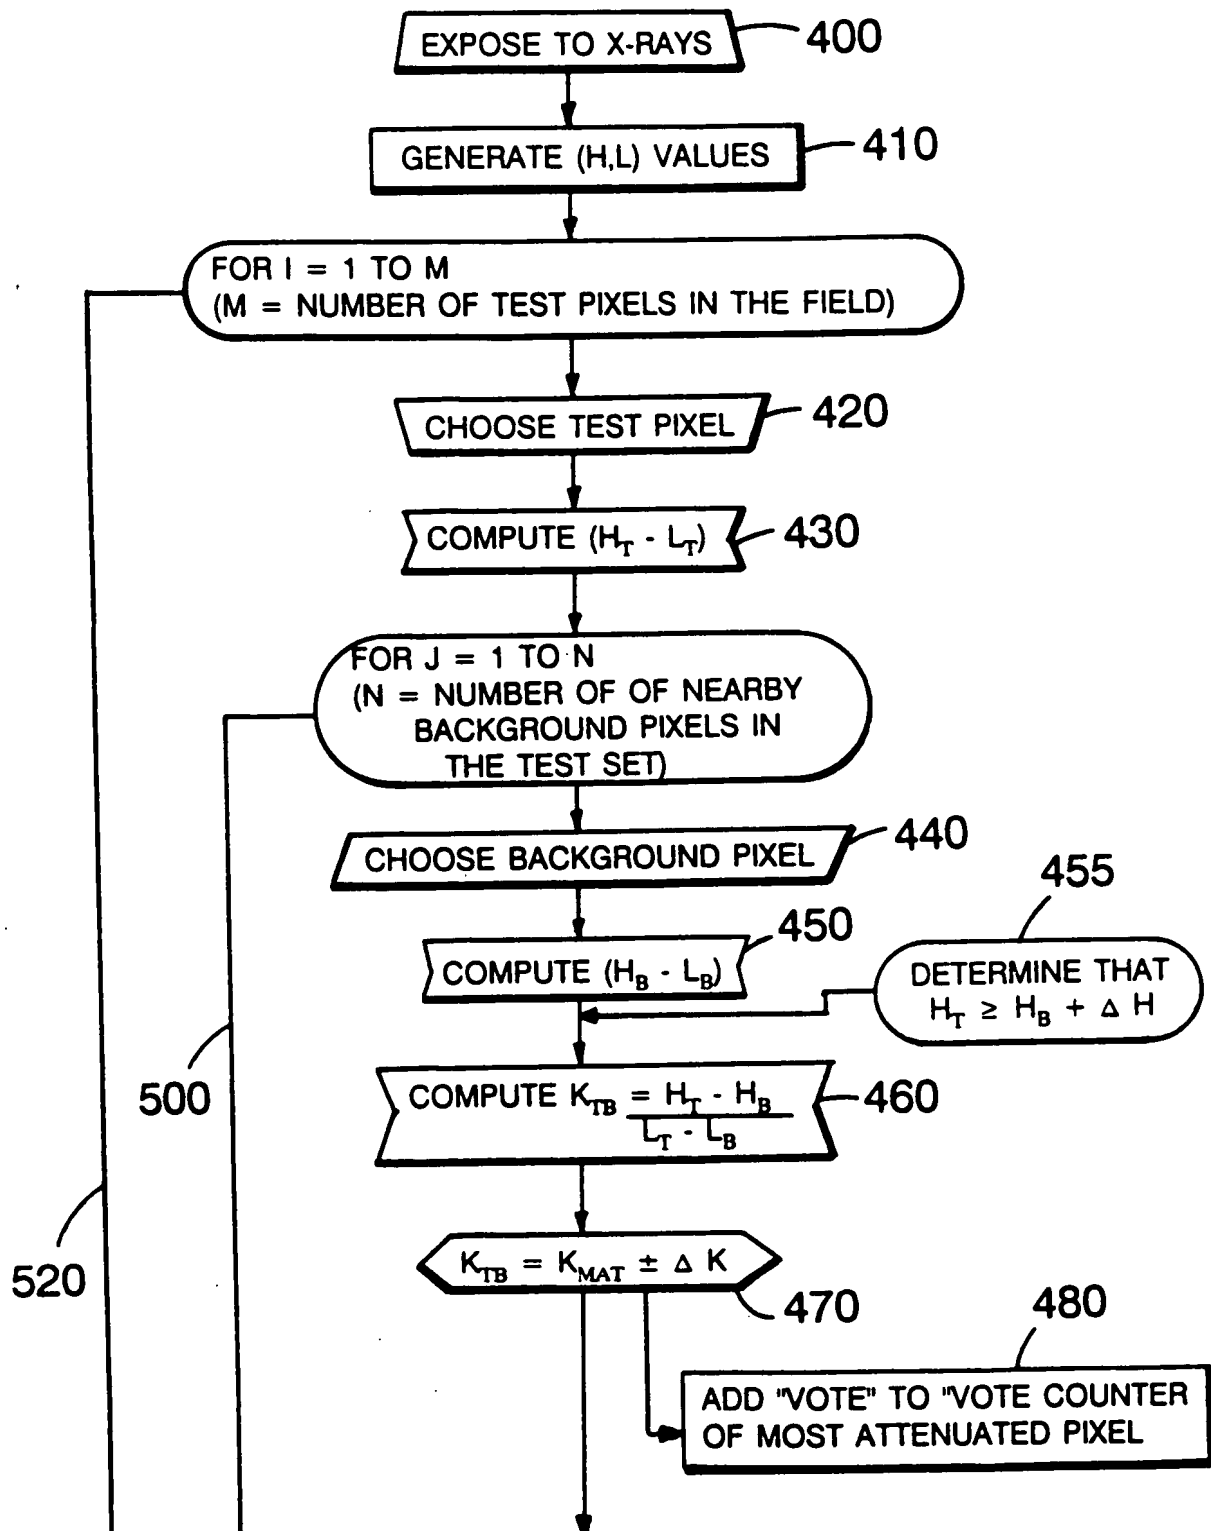 EXPOSE TO X-RAYS
400
GENERATE (H,L) VALUES
410
FOR I = 1 TO M
(M = NUMBER OF TEST PIXELS IN THE FIELD)
CHOOSE TEST PIXEL
420
COMPUTE (H_T - L_T)
430
FOR J = 1 TO N
(N = NUMBER OF OF NEARBY
BACKGROUND PIXELS IN
THE TEST SET)
CHOOSE BACKGROUND PIXEL
440
455
COMPUTE (H_B - L_B)
450
DETERMINE THAT
H_T ≥ H_B + Δ H
500
COMPUTE K_TB = H_T - H_B
L_T - L_B
460
520
K_TB = K_MAT ± Δ K
470
480
ADD "VOTE" TO "VOTE COUNTER
OF MOST ATTENUATED PIXEL